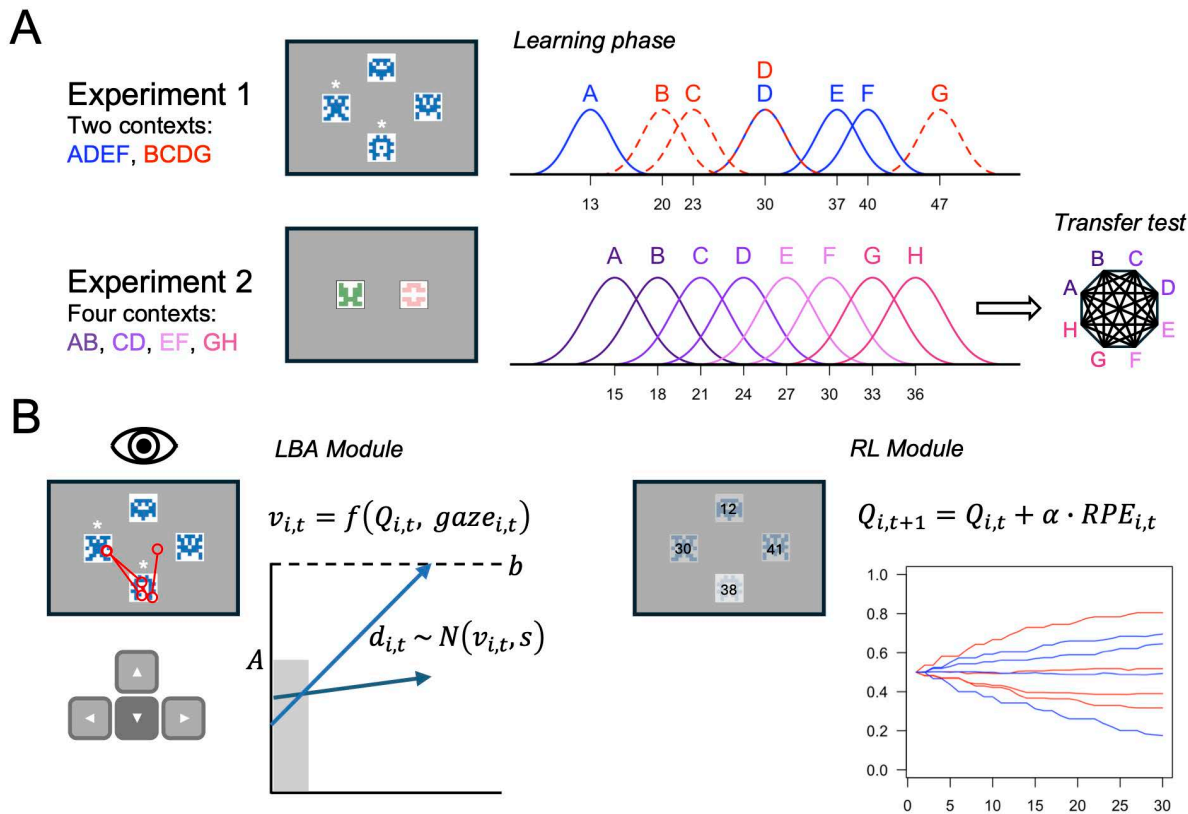 A
Experiment 1
Two contexts:
ADEF, BCDG
*
*
Learning phase
D
A B C D E F G
13 20 23 30 37 40 47
Experiment 2
Four contexts:
AB, CD, EF, GH
A B C D E F G H
15 18 21 24 27 30 33 36
Transfer test
B C
A D
H E
G F
B
LBA Module
*
*
v_{i,t} = f(Q_{i,t}, gaze_{i,t})
b
d_{i,t} ~ N(v_{i,t}, s)
A
RL Module
12
30 41
38
Q_{i,t+1} = Q_{i,t} + α · RPE_{i,t}
1.0
0.8
0.6
0.4
0.2
0.0
0 5 10 15 20 25 30